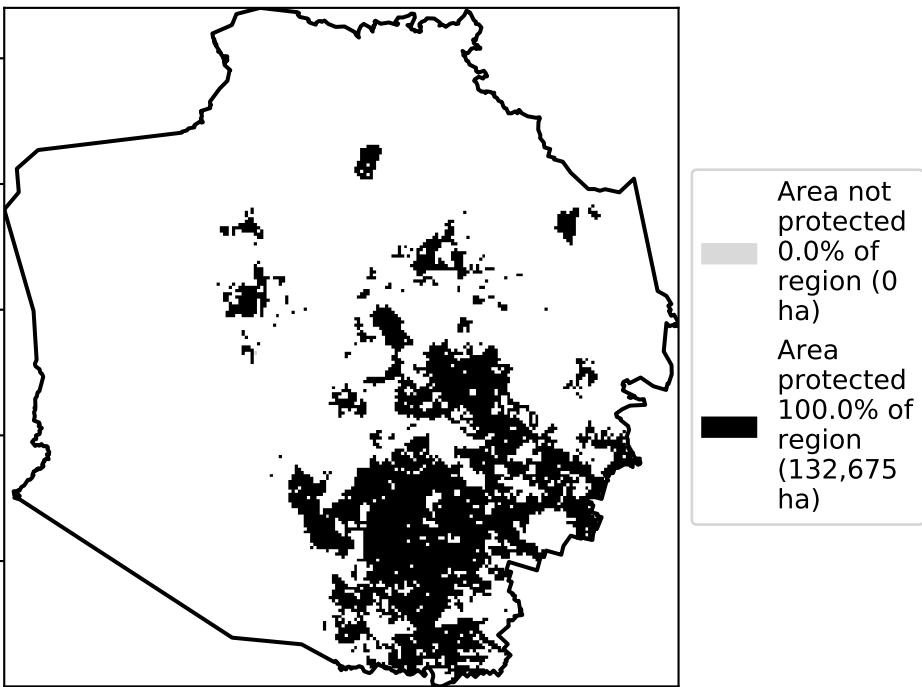 Area not
protected
0.0% of
region (0
ha)
Area
protected
100.0% of
region
(132,675
ha)